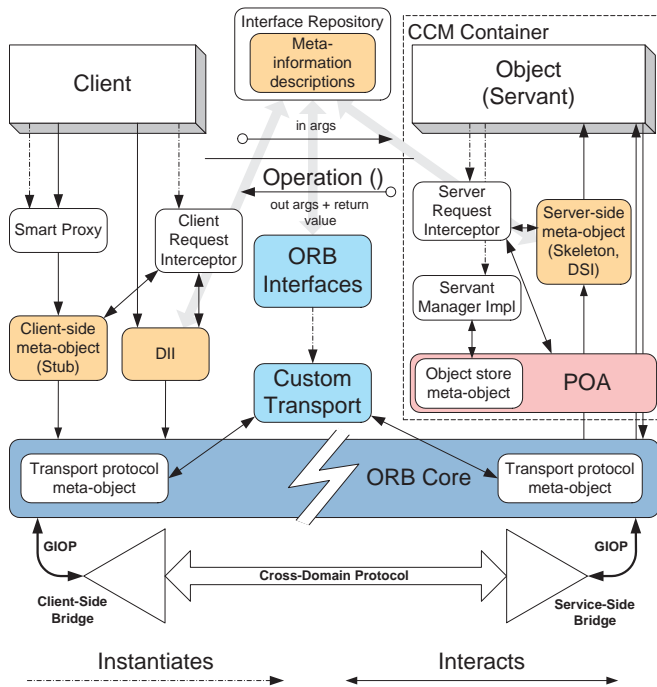 Interface Repository
Meta-
information
descriptions
CCM Container
Client
Object
(Servant)
in args
Operation ()
out args + return
value
Smart Proxy
Client
Request
Interceptor
Server
Request
Interceptor
Server-side
meta-object
(Skeleton,
DSI)
ORB
Interfaces
Servant
Manager Impl
Client-side
meta-object
(Stub)
DII
Custom
Transport
Object store
meta-object
POA
Transport protocol
meta-object
ORB Core
Transport protocol
meta-object
GIOP
GIOP
Cross-Domain Protocol
Client-Side
Bridge
Service-Side
Bridge
Instantiates
Interacts